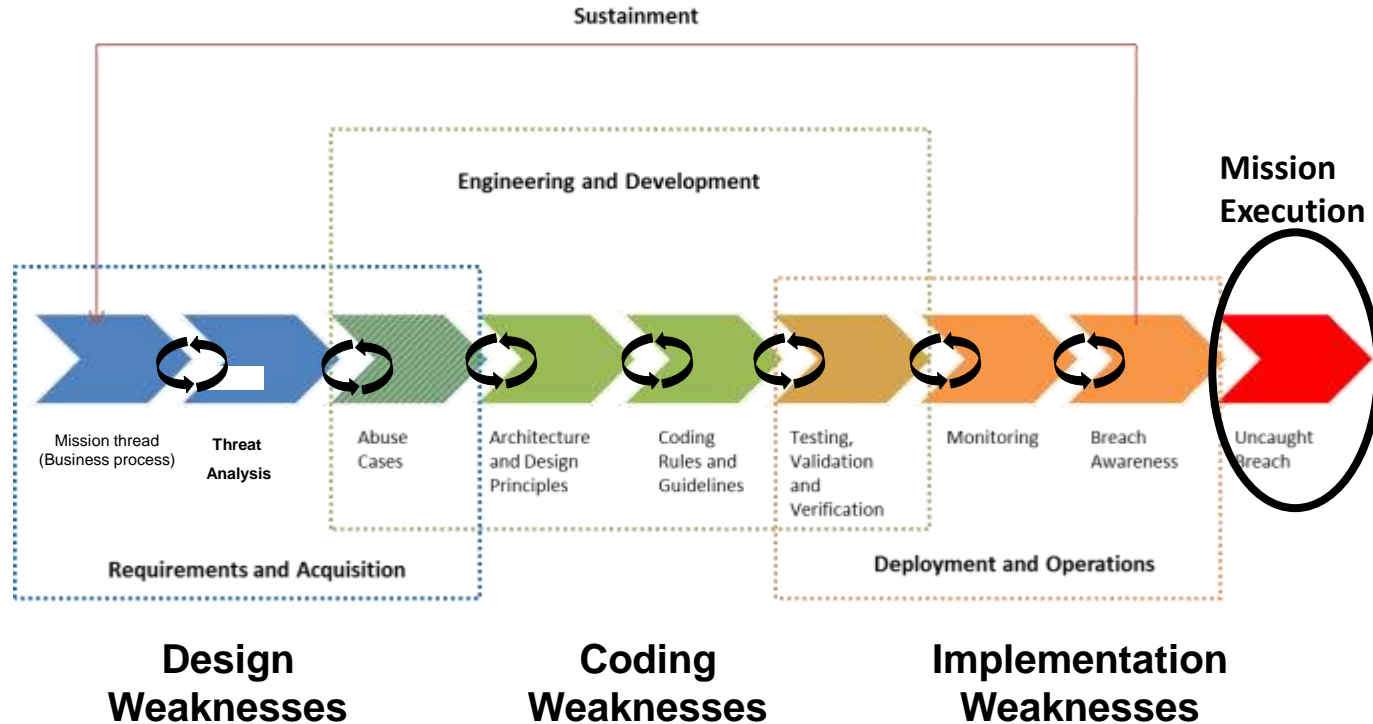 Sustainment
Engineering and Development
Mission
Execution
Mission thread
(Business process)
Threat
Analysis
Abuse
Cases
Architecture
and Design
Principles
Coding
Rules and
Guidelines
Testing,
Validation
and
Verification
Monitoring
Breach
Awareness
Uncaught
Breach
Requirements and Acquisition
Deployment and Operations
Design
Weaknesses
Coding
Weaknesses
Implementation
Weaknesses